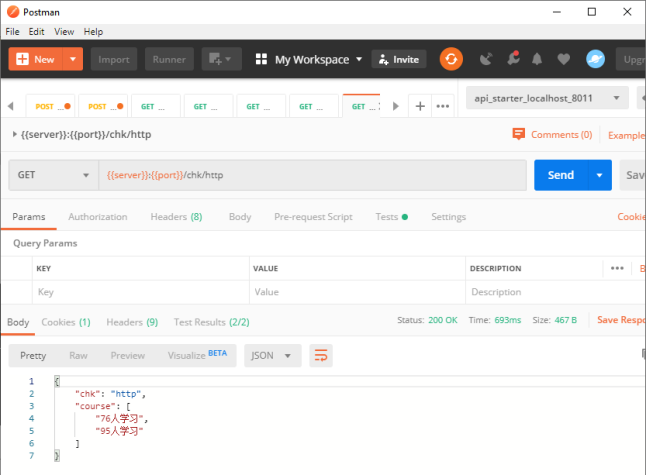 Postman
File Edit View Help
New Import Runner My Workspace Invite Upgr
POST ... POST ... GET ... GET ... GET ... GET ... GET ... api_starter_localhost_8011
{{server}}:{{port}}/chk/http Comments (0) Example
GET {{server}}:{{port}}/chk/http Send Sav
Params Authorization Headers (8) Body Pre-request Script Tests Settings Cookie
Query Params
KEY VALUE DESCRIPTION ••• B
Key Value Description
Body Cookies (1) Headers (9) Test Results (2/2) Status: 200 OK Time: 693ms Size: 467 B Save Respo
Pretty Raw Preview Visualize BETA JSON
1 {
2 "chk": "http",
3 "course": [
4 "76人学习",
5 "95人学习"
6 ]
7 }